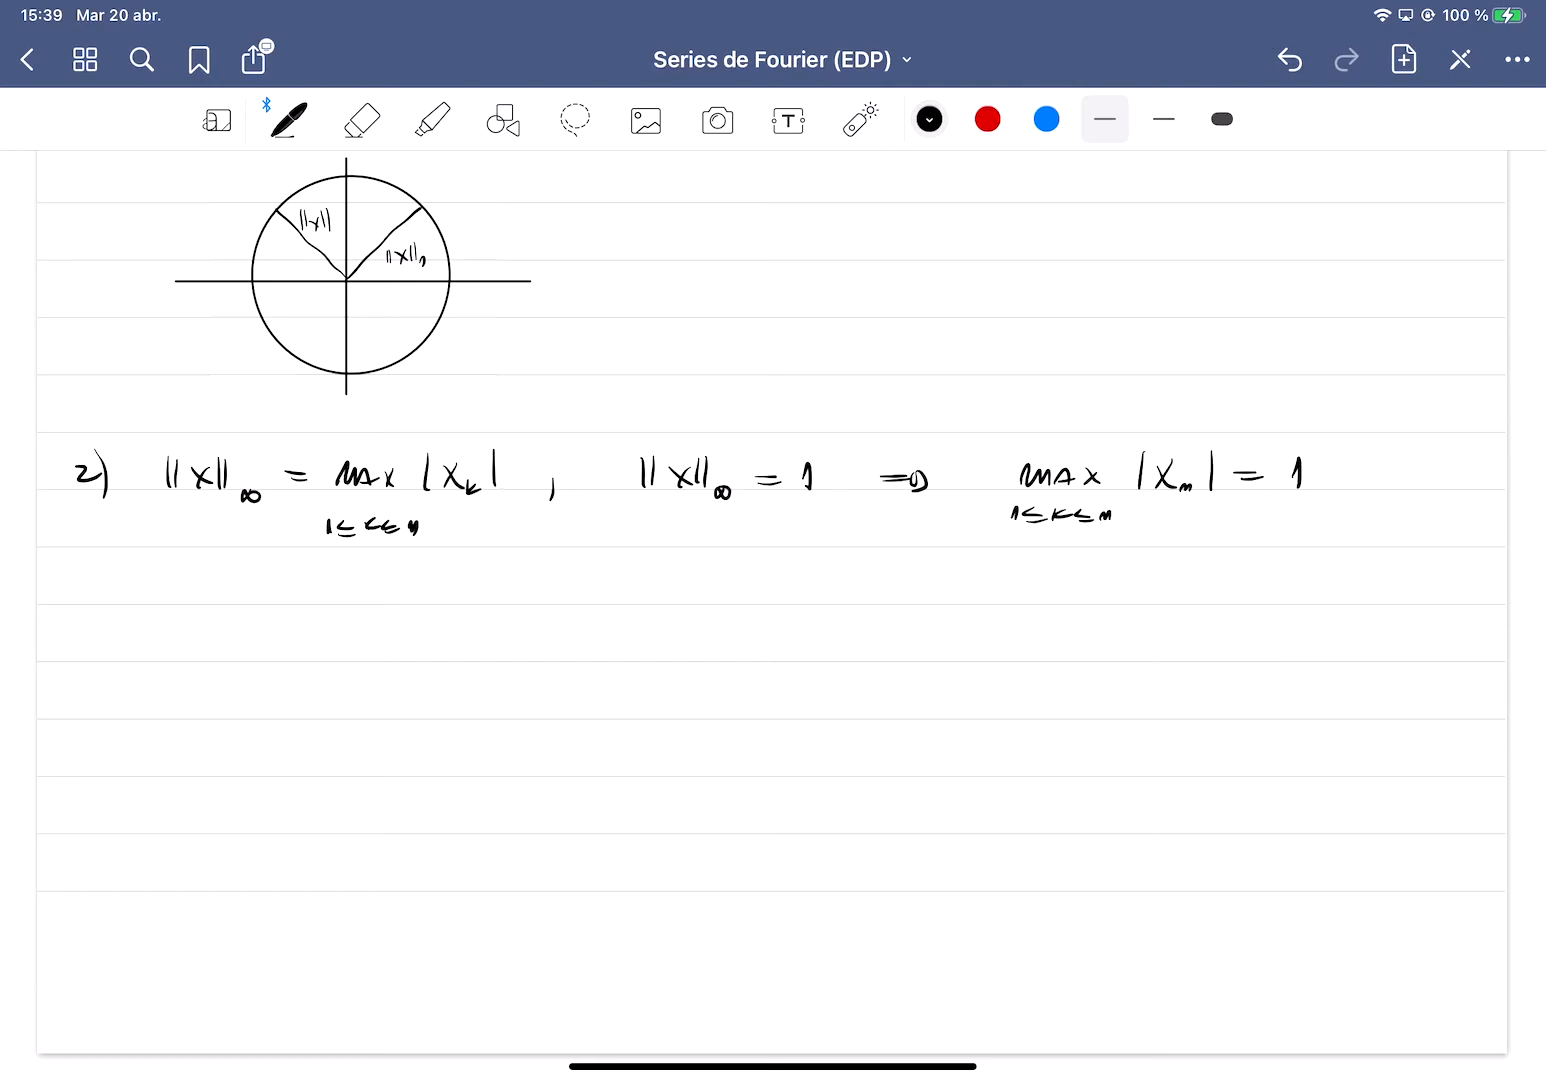 15:39 Mar 20 abr. 100 %
Series de Fourier (EDP)
T
||x||
||x||₁
2) ||x||∞ = max |xₖ| , ||x||∞ = 1 ⇒ max |xₙ| = 1
1≤k≤n 1≤k≤n